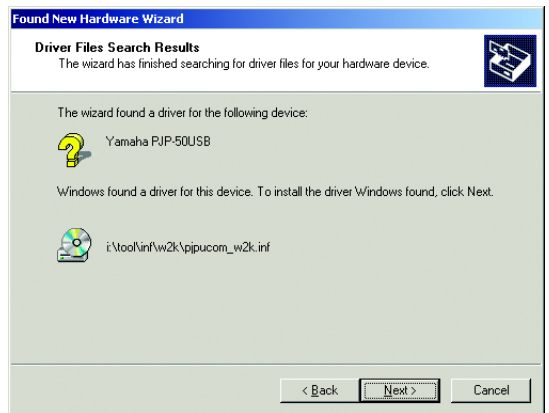 Found New Hardware Wizard
Driver Files Search Results
The wizard has finished searching for driver files for your hardware device.
The wizard found a driver for the following device:
Yamaha PJP-50USB
Windows found a driver for this device. To install the driver Windows found, click Next.
i:\tool\inf\w2k\pjpucom_w2k.inf
< Back Next > Cancel